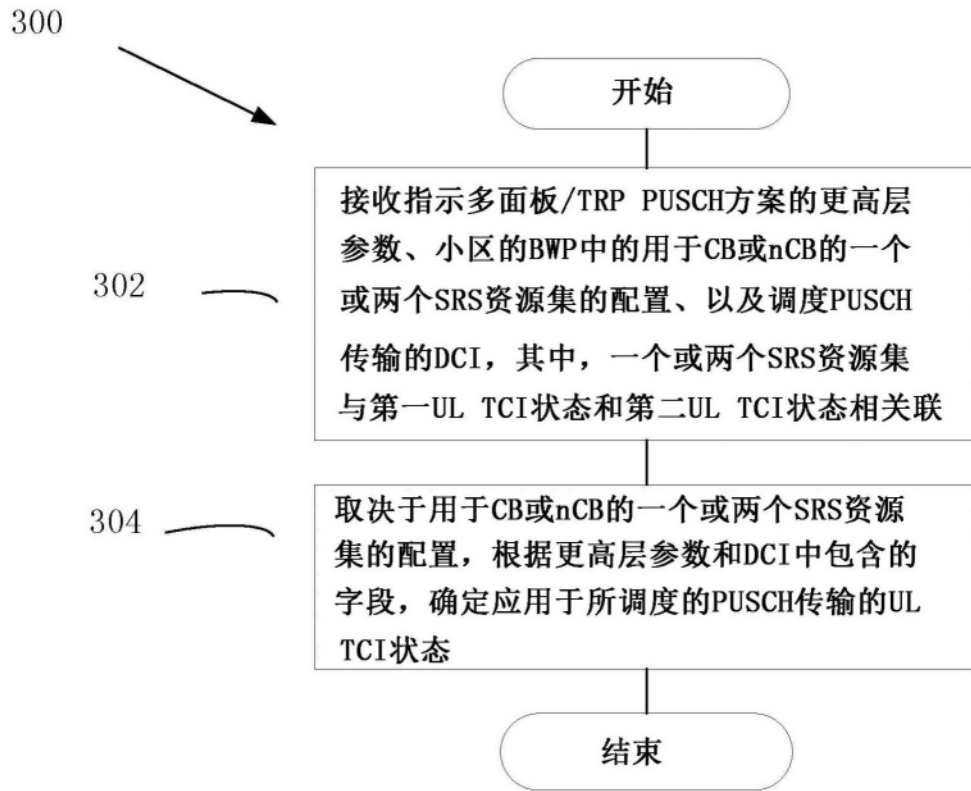 300
开始
接收指示多面板/TRP PUSCH方案的更高层
参数、小区的BWP中的用于CB或nCB的一个
或两个SRS资源集的配置、以及调度PUSCH
传输的DCI，其中，一个或两个SRS资源集
与第一UL TCI状态和第二UL TCI状态相关联
302
取决于用于CB或nCB的一个或两个SRS资源
集的配置，根据更高层参数和DCI中包含的
字段，确定应用于所调度的PUSCH传输的UL
TCI状态
304
结束